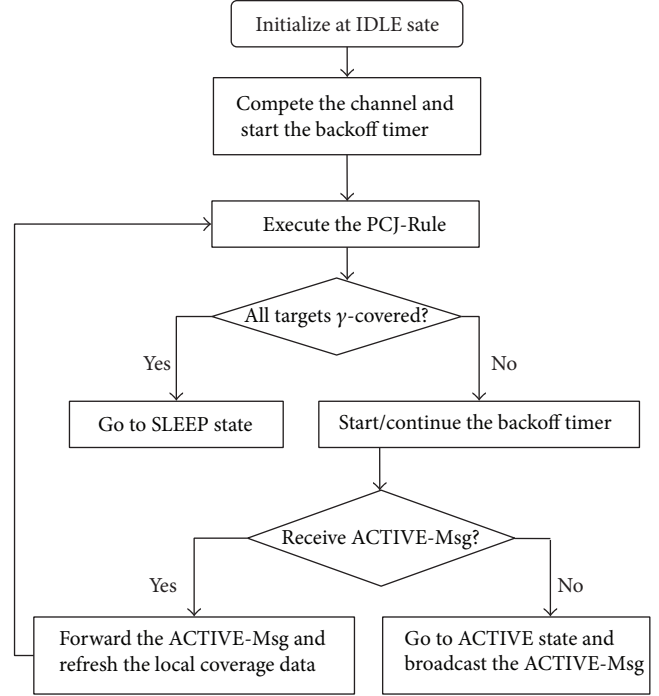 Initialize at IDLE sate
Compete the channel and
start the backoff timer
Execute the PCJ-Rule
All targets γ-covered?
Yes
No
Go to SLEEP state
Start/continue the backoff timer
Receive ACTIVE-Msg?
Yes
No
Forward the ACTIVE-Msg and
refresh the local coverage data
Go to ACTIVE state and
broadcast the ACTIVE-Msg